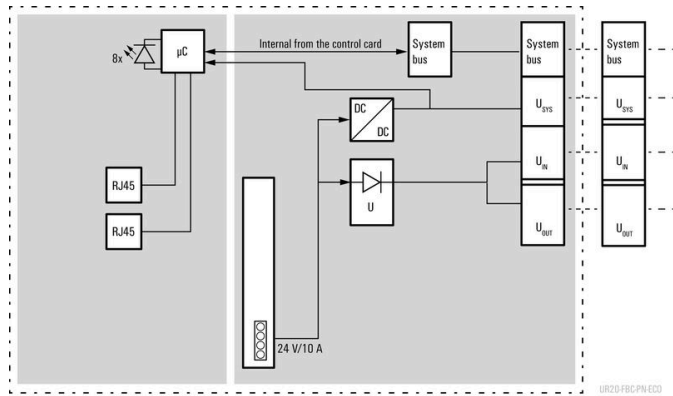 8x
µC
Internal from the control card
System
bus
System
bus
System
bus
DC
DC
USYS
USYS
RJ45
UIN
UIN
U
RJ45
UOUT
UOUT
24 V/10 A
UR20-FBC-PN-ECO